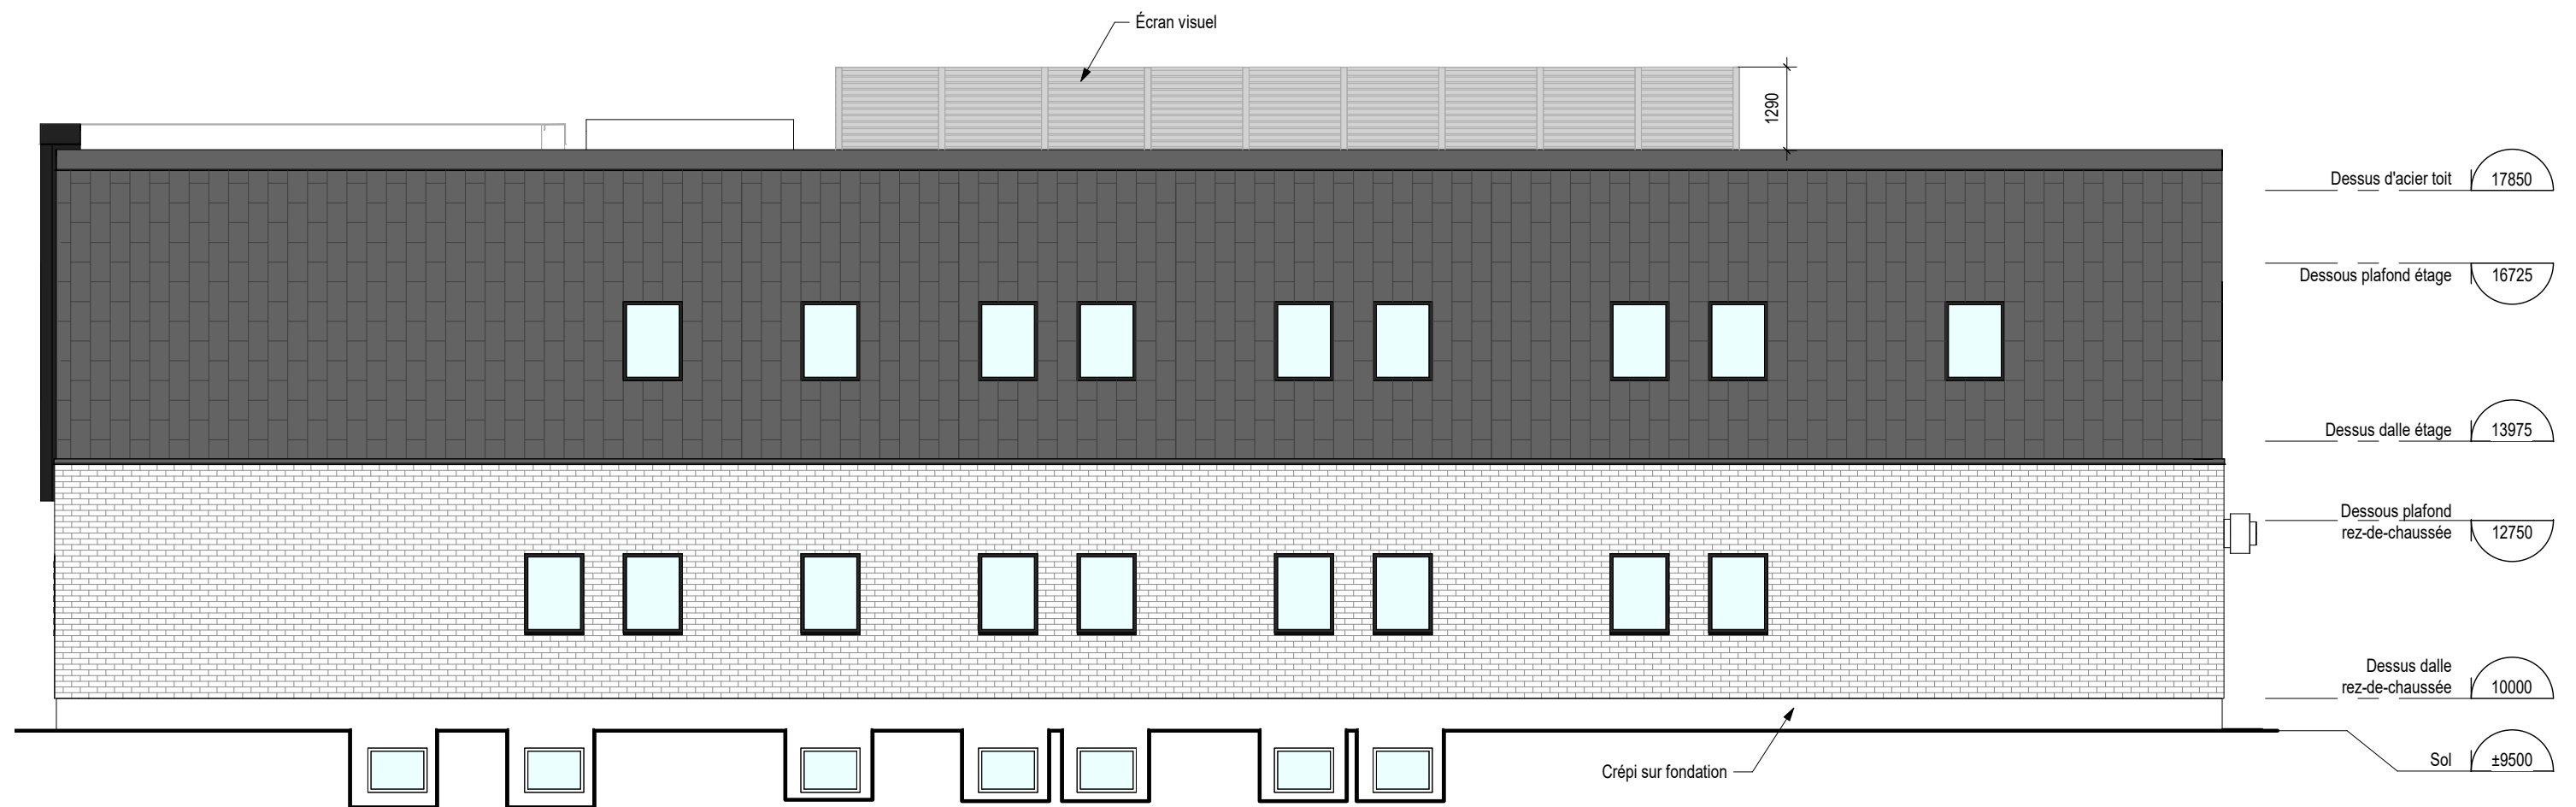 Écran visuel
1290
Dessus d'acier toit 17850
Dessous plafond étage 16725
Dessus dalle étage 13975
Dessous plafond
rez-de-chaussée 12750
Dessus dalle
rez-de-chaussée 10000
Crépi sur fondation
Sol ±9500